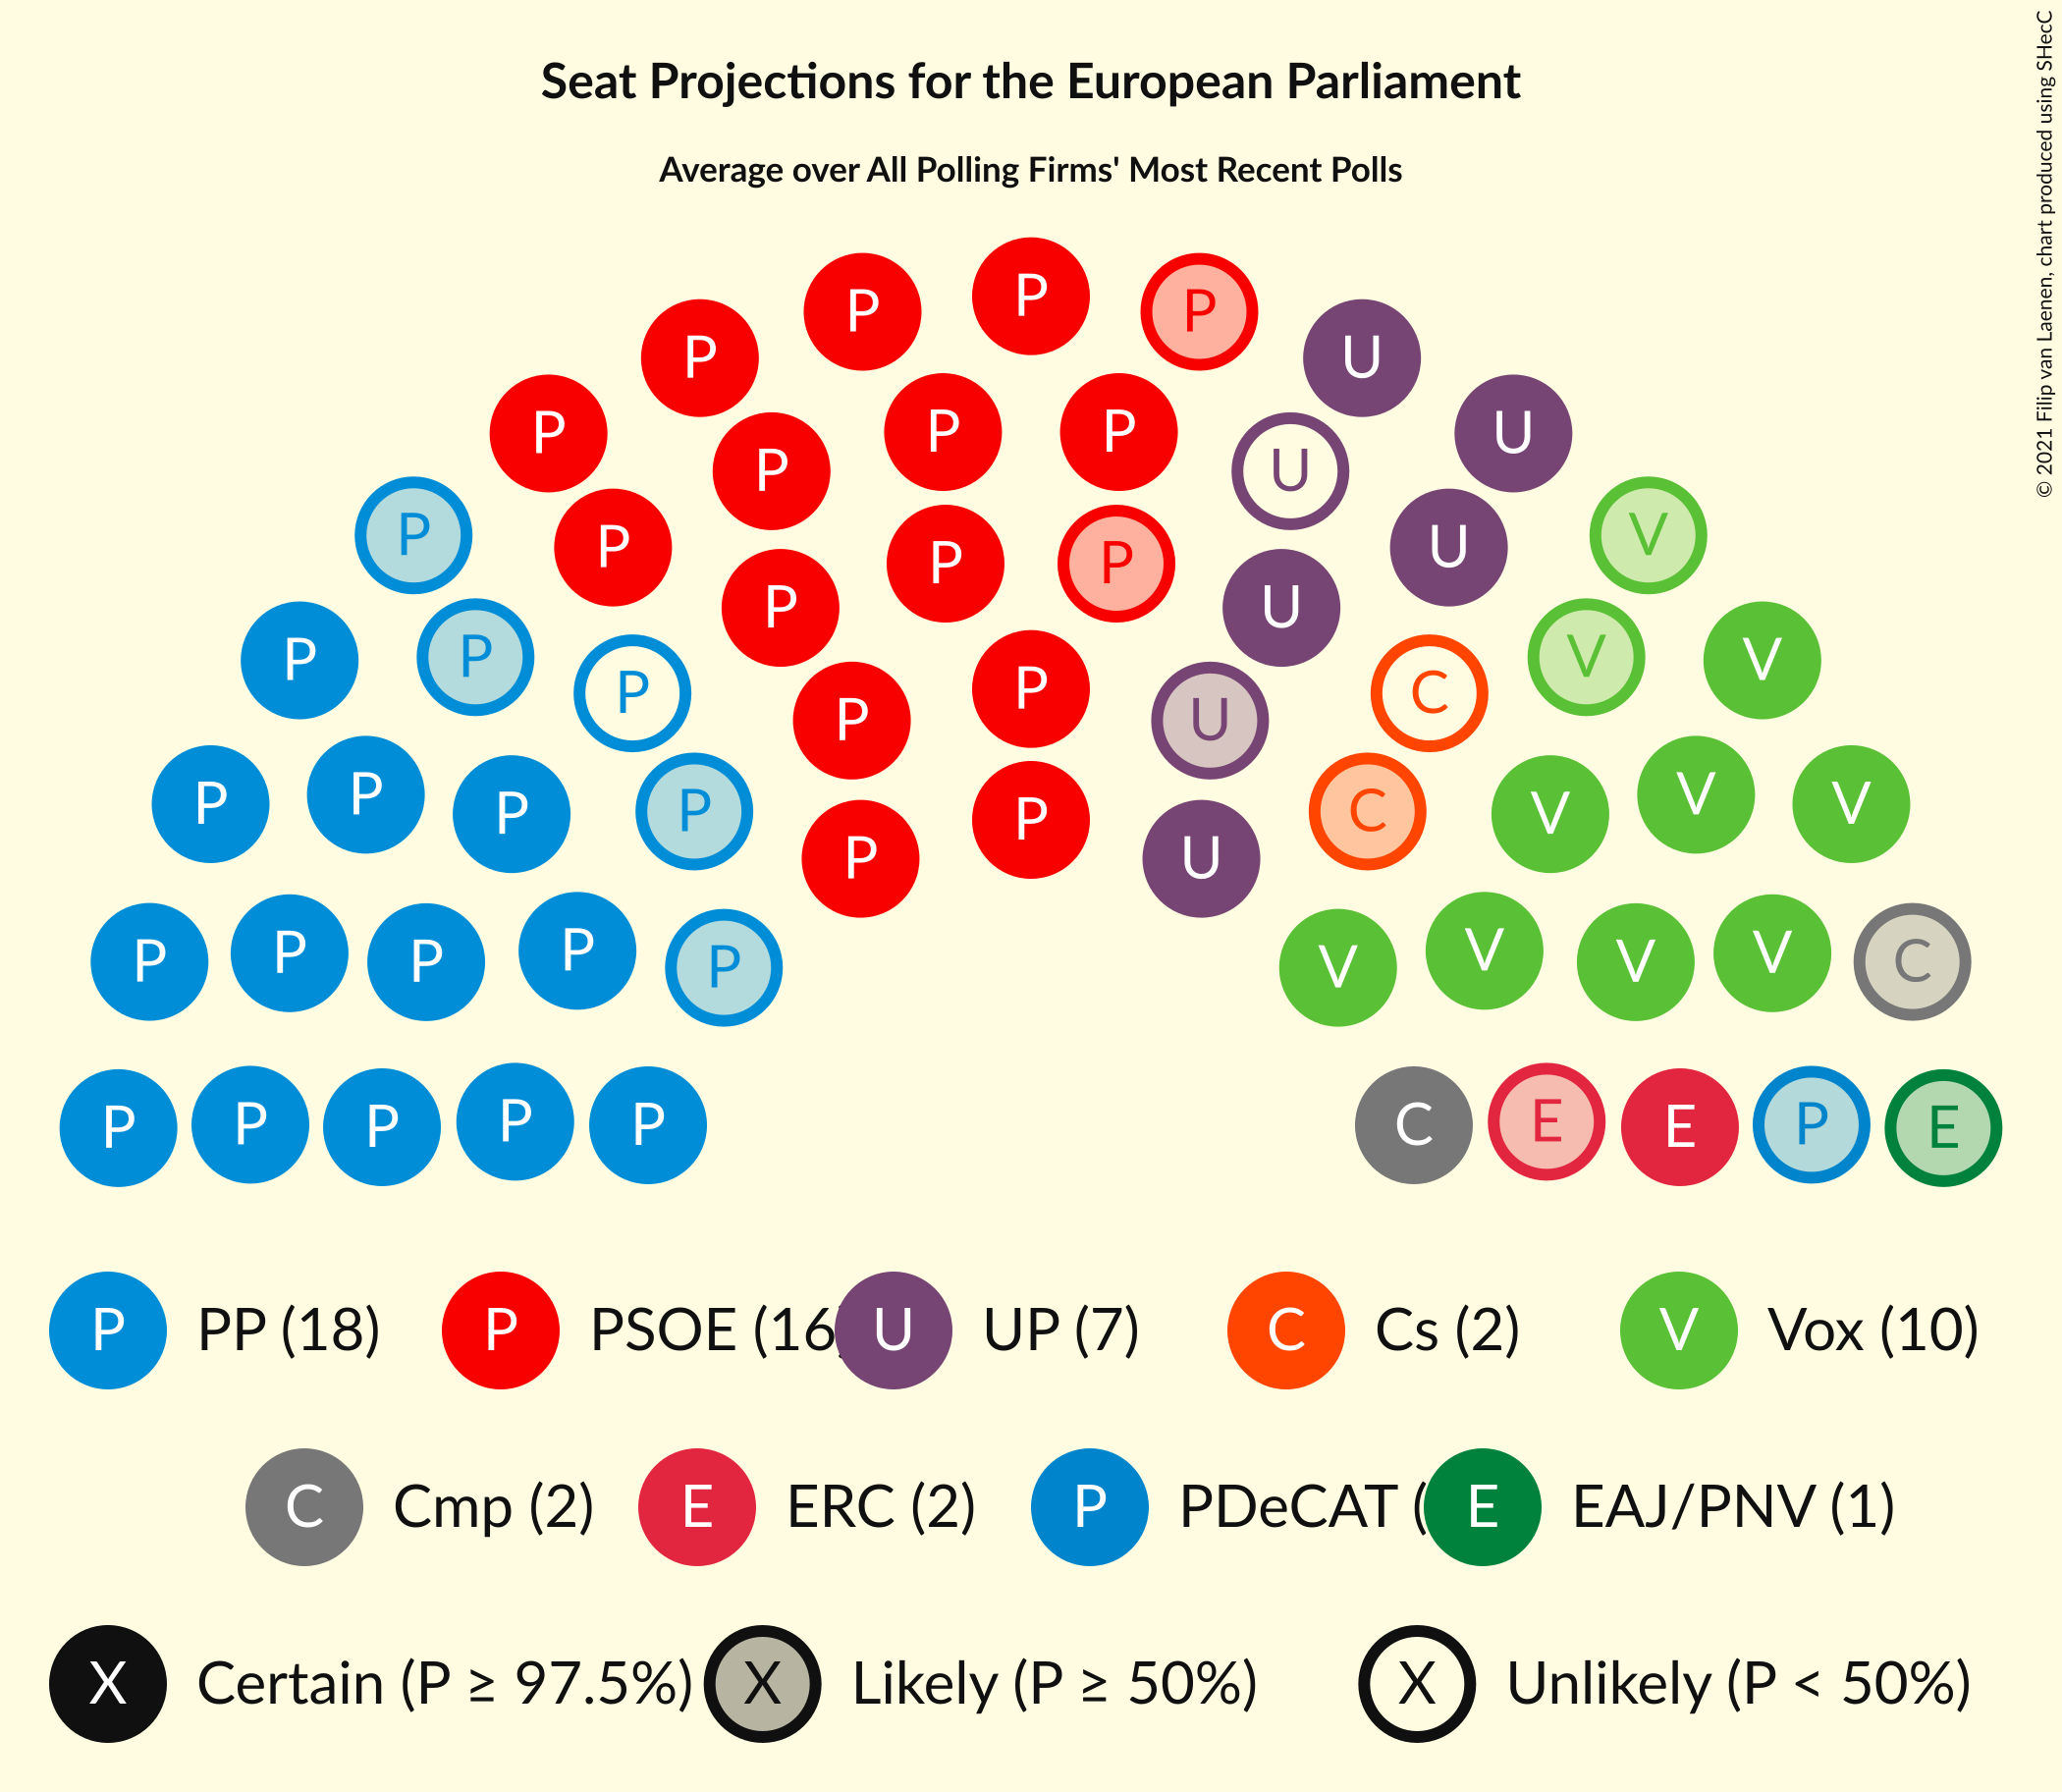 Seat Projections for the European Parliament
Average over All Polling Firms' Most Recent Polls
© 2021 Filip van Laenen, chart produced using SHecC
P P P
P U
P U
P P
P U
P V
P P U
P P
P U
P V
P V
P P C
P P U
P P P P C V V V
P P U
P P P P P V V V V C
P P P P P C E E P E
P PP (18) P PSOE (16 U UP (7) C Cs (2) V Vox (10)
C Cmp (2) E ERC (2) P PDeCAT ( E EAJ/PNV (1)
X Certain (P ≥ 97.5%) X Likely (P ≥ 50%) X Unlikely (P < 50%)